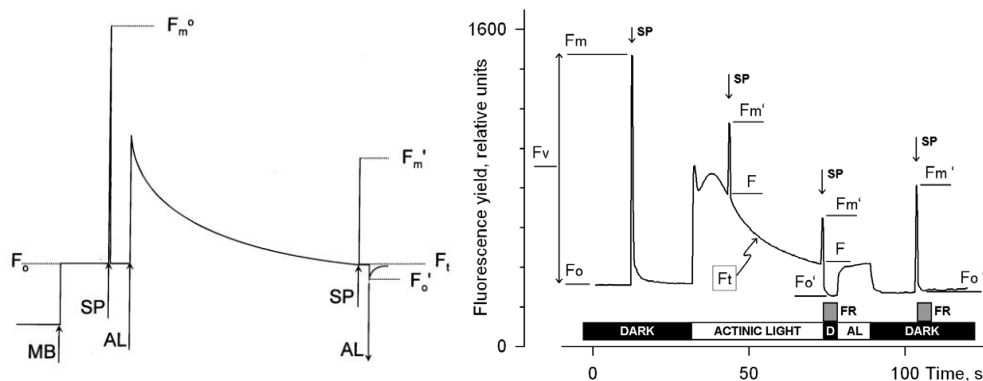 Fmo
Fm'
Fo
Ft
Fo'
SP
SP
AL
MB
AL
Fluorescence yield, relative units
1600
0
Fm
SP
SP
Fm'
Fv
F
SP
SP
Fm'
Fm'
F
Fo
Ft
Fo'
Fo'
FR
FR
DARK
ACTINIC LIGHT
D
AL
DARK
0
50
100
Time, s